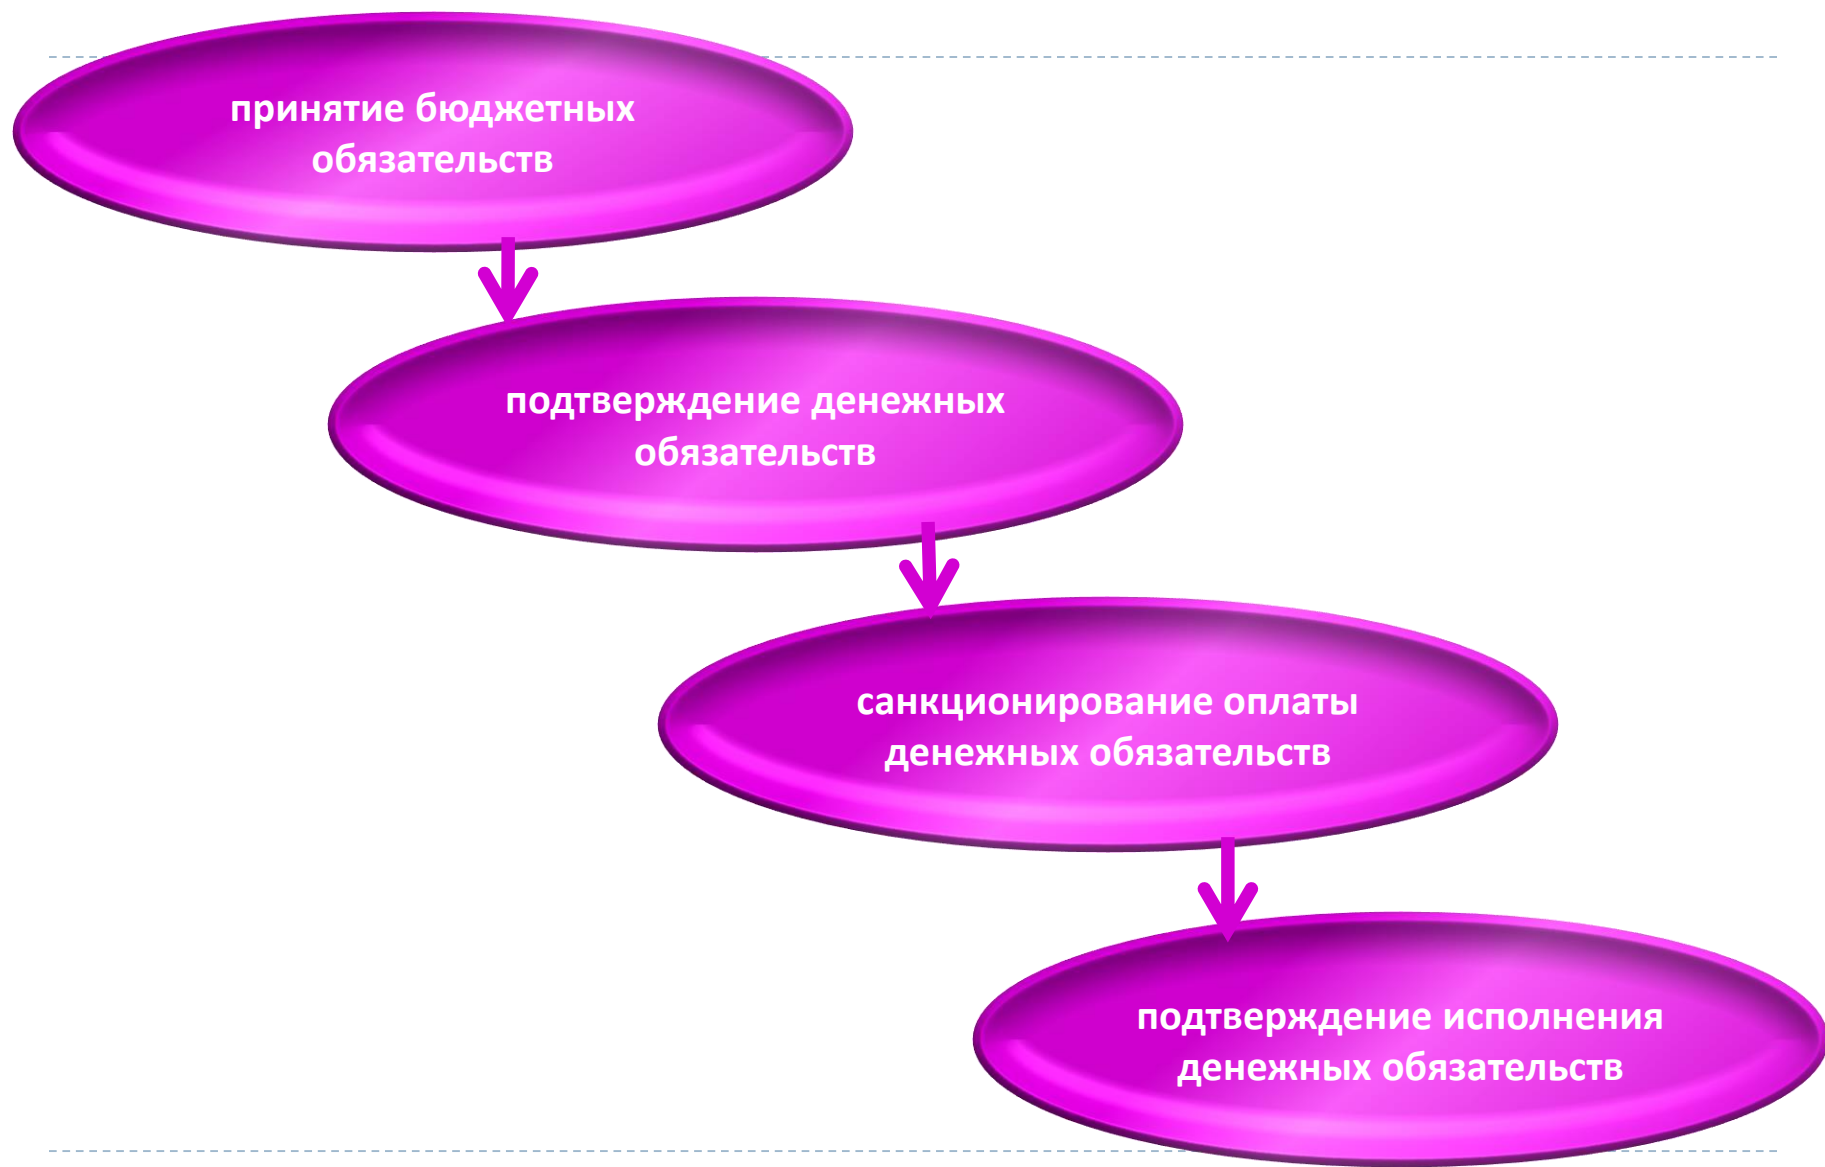 принятие бюджетных
обязательств
подтверждение денежных
обязательств
санкционирование оплаты
денежных обязательств
подтверждение исполнения
денежных обязательств